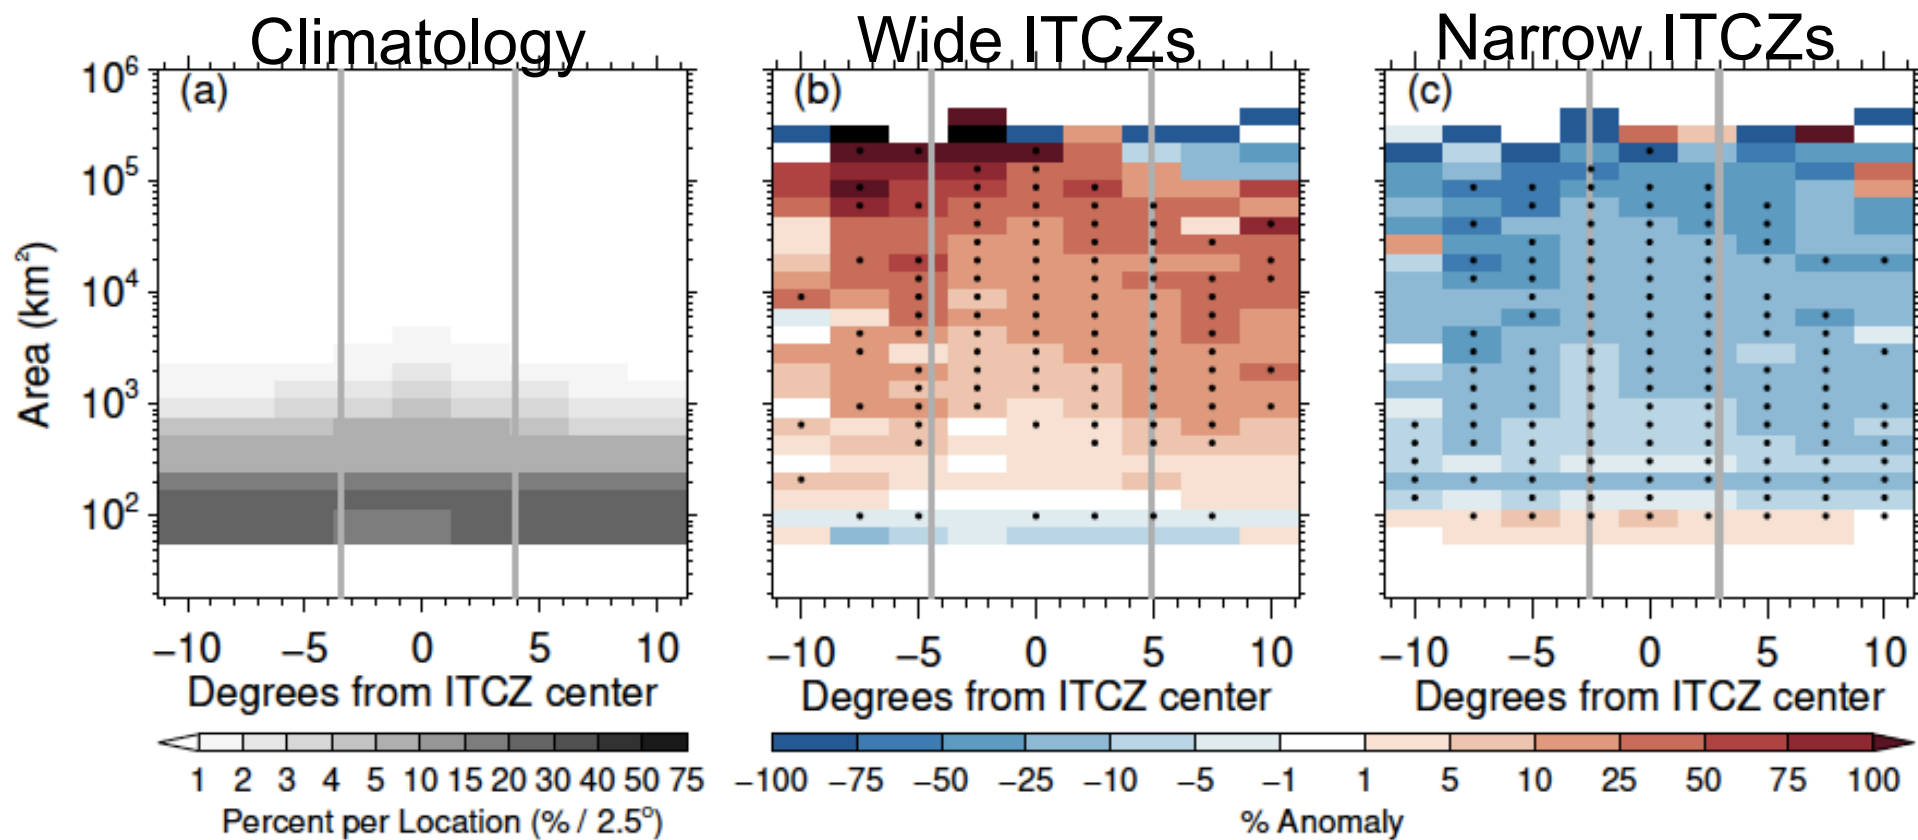 Climatology Wide ITCZs Narrow ITCZs
(a) (b) (c)
10⁶
10⁵
10⁴
10³
10²
Area (km²)
−10 −5 0 5 10 −10 −5 0 5 10 −10 −5 0 5 10
Degrees from ITCZ center Degrees from ITCZ center Degrees from ITCZ center
1 2 3 4 5 10 15 20 30 40 50 75 −100 −75 −50 −25 −10 −5 −1 1 5 10 25 50 75 100
Percent per Location (% / 2.5°) % Anomaly